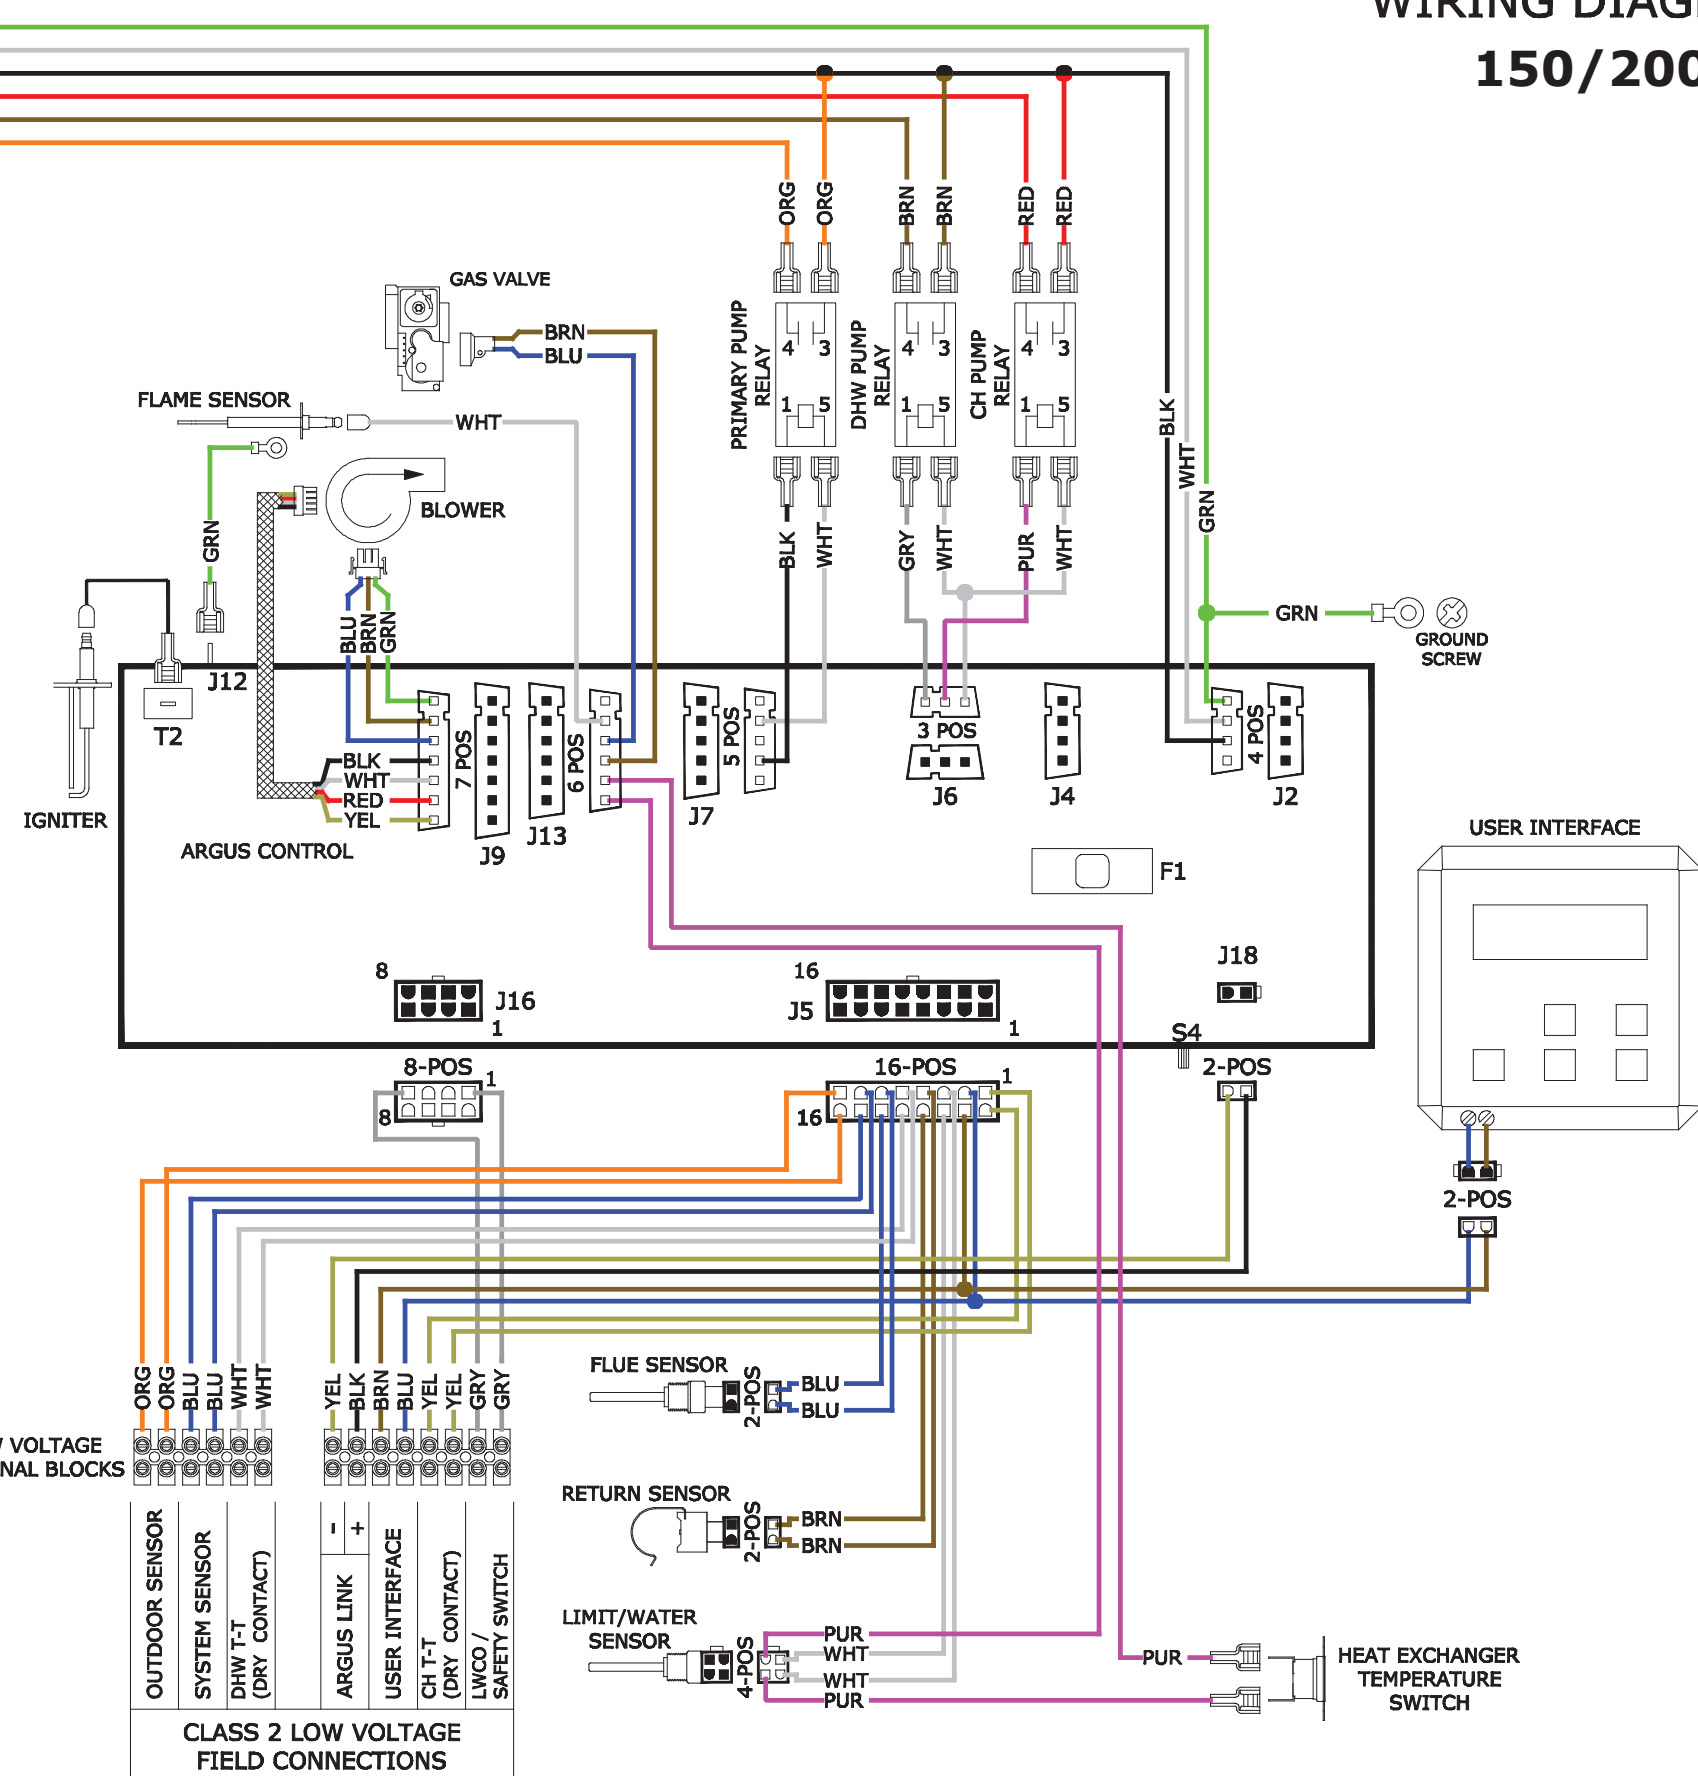 WIRING DIAG
150/200
ORG
ORG
BRN
BRN
RED
RED
GAS VALVE
BRN
BLU
PRIMARY PUMP
RELAY
4
3
1
5
DHW PUMP
RELAY
4
3
1
5
CH PUMP
RELAY
4
3
1
5
FLAME SENSOR
WHT
BLK
WHT
GRN
BLOWER
GRN
BLK
WHT
GRY
WHT
PUR
WHT
BLU
BRN
GRN
GRN
GROUND
SCREW
J12
T2
IGNITER
BLK
WHT
RED
YEL
7 POS
J9
J13
6 POS
J7
5 POS
3 POS
J6
J4
4 POS
J2
ARGUS CONTROL
F1
USER INTERFACE
8
J16
1
16
J5
1
J18
S4
8-POS
1
8
16-POS
1
16
2-POS
2-POS
ORG
ORG
BLU
BLU
WHT
WHT
YEL
BLK
BRN
BLU
YEL
YEL
GRY
GRY
FLUE SENSOR
2-POS
BLU
BLU
VOLTAGE
NAL BLOCKS
RETURN SENSOR
2-POS
BRN
BRN
OUTDOOR SENSOR
SYSTEM SENSOR
DHW T-T
(DRY CONTACT)
-
+
ARGUS LINK
USER INTERFACE
CH T-T
(DRY CONTACT)
LWCO /
SAFETY SWITCH
LIMIT/WATER
SENSOR
4-POS
PUR
WHT
WHT
PUR
PUR
HEAT EXCHANGER
TEMPERATURE
SWITCH
CLASS 2 LOW VOLTAGE
FIELD CONNECTIONS